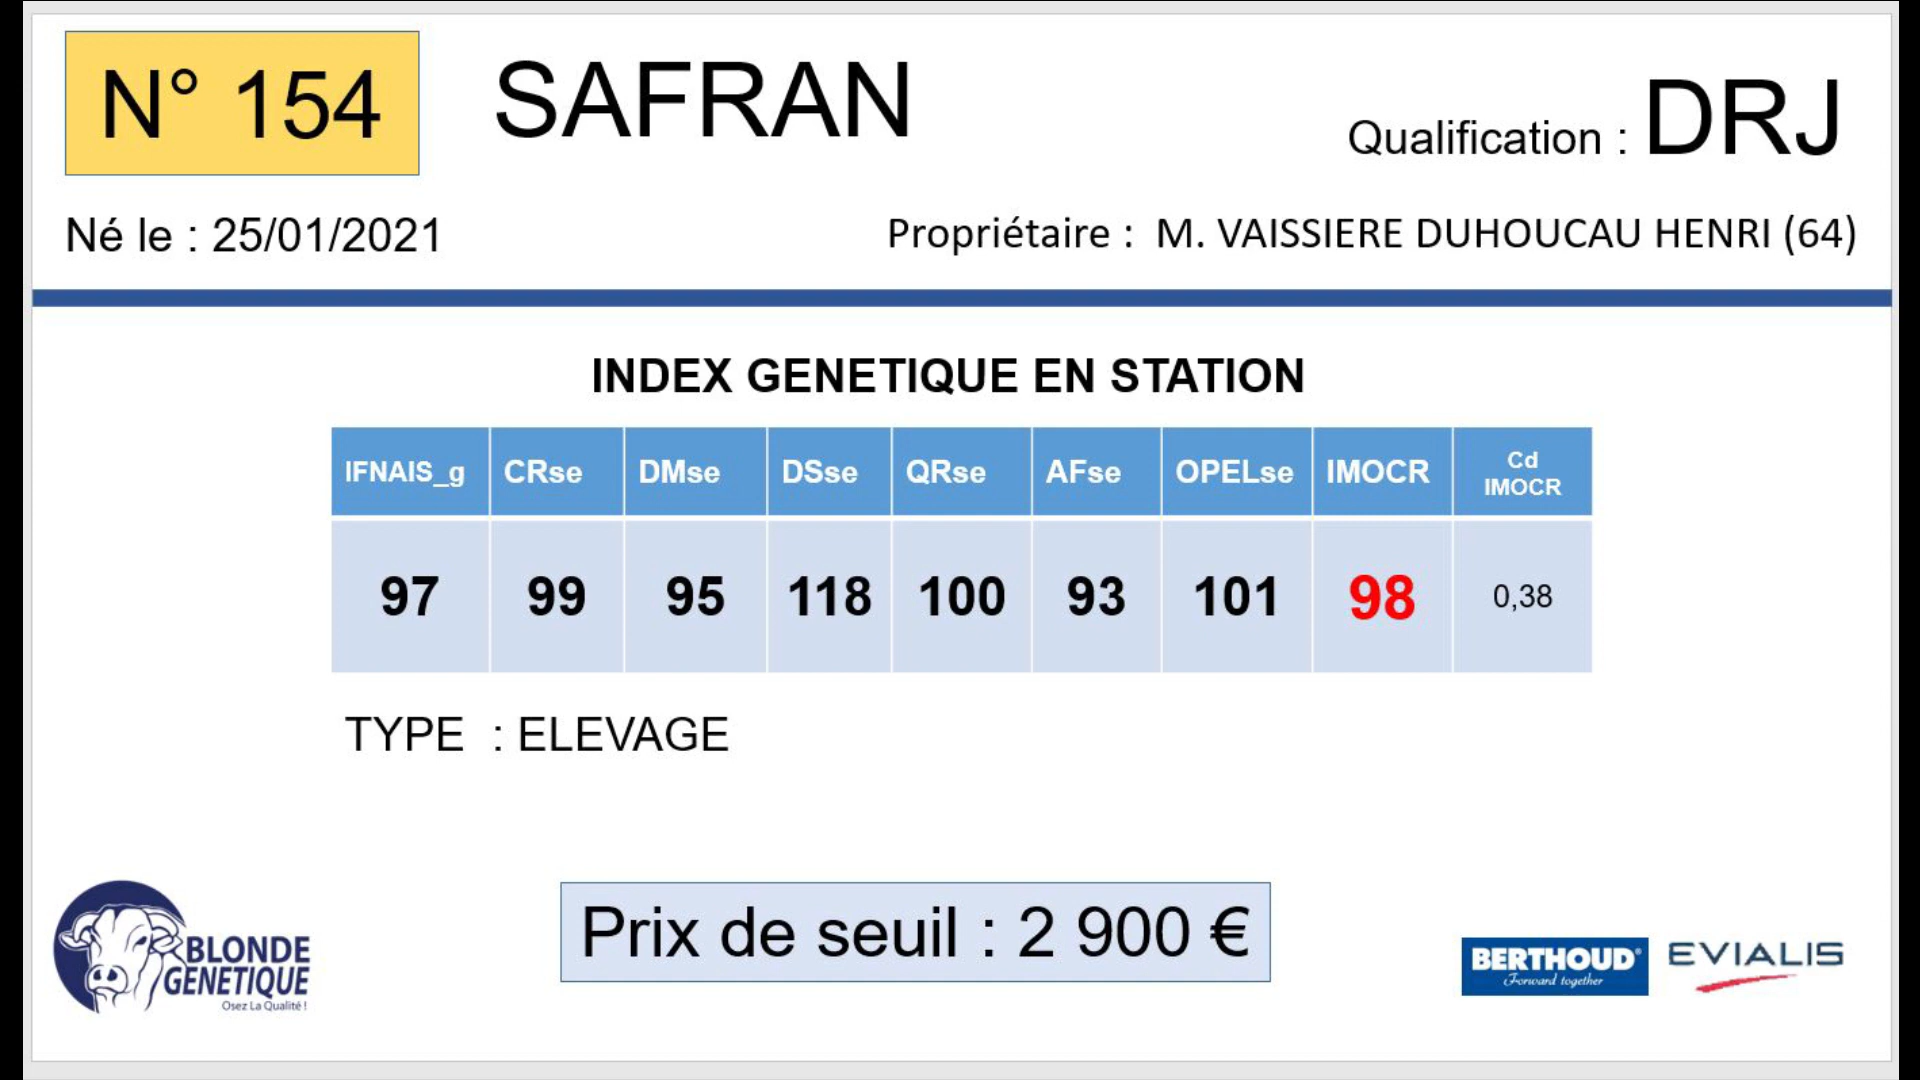 N° 154
SAFRAN
Qualification : DRJ
Né le : 25/01/2021
Propriétaire : M. VAISSIERE DUHOUCAU HENRI (64)
INDEX GENETIQUE EN STATION
IFNAIS_g CRse DMse DSse QRse AFse OPELse IMOCR Cd IMOCR
97 99 95 118 100 93 101 98 0,38
TYPE : ELEVAGE
Prix de seuil : 2 900 €
BLONDE
GENETIQUE
Osez La Qualité !
BERTHOUD®
Forward together
EVIALIS